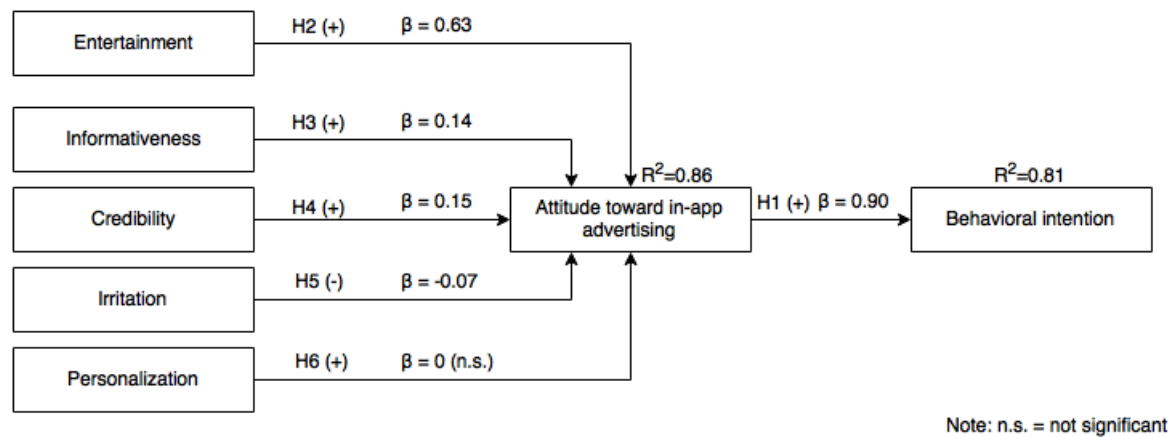 Entertainment
H2 (+)
β = 0.63
Informativeness
H3 (+)
β = 0.14
R²=0.86
R²=0.81
Credibility
H4 (+)
β = 0.15
Attitude toward in-app
advertising
H1 (+) β = 0.90
Behavioral intention
Irritation
H5 (-)
β = -0.07
Personalization
H6 (+)
β = 0 (n.s.)
Note: n.s. = not significant